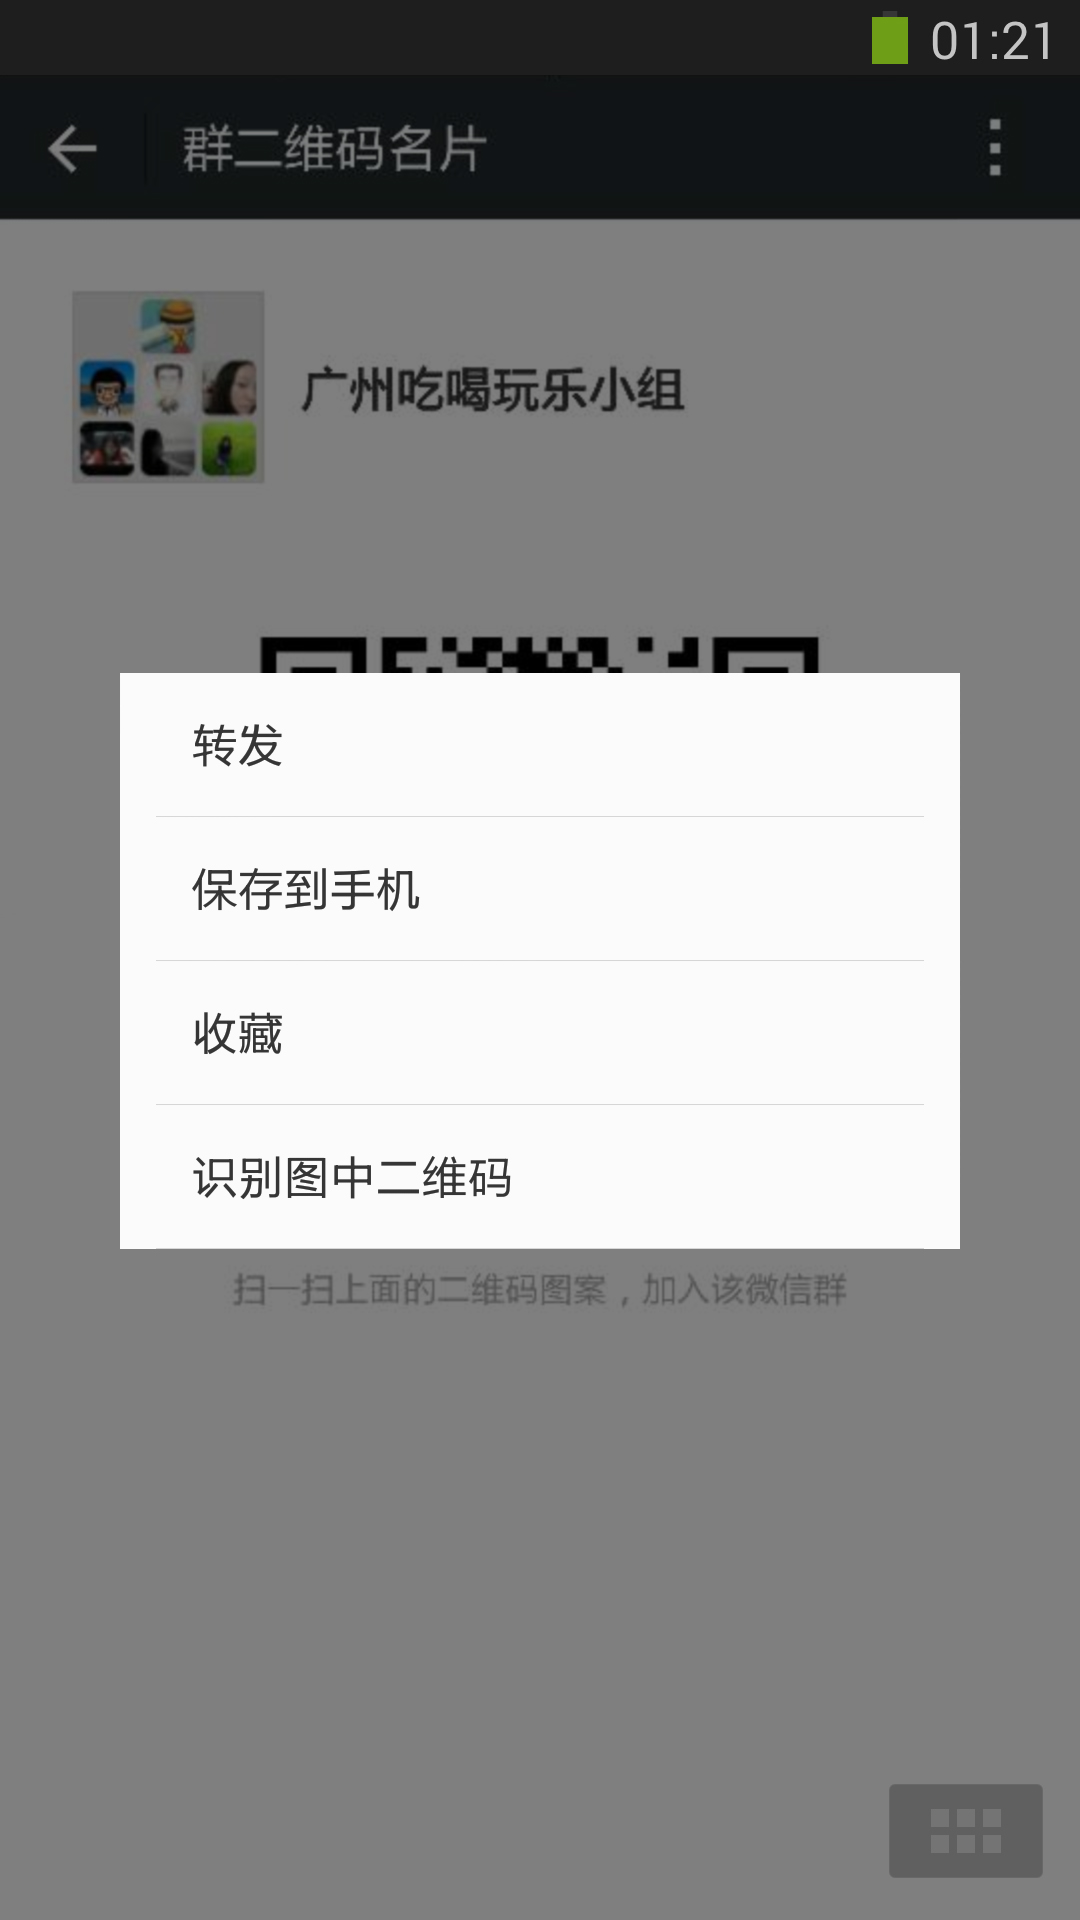 01:21
群二维码名片
广州吃喝玩乐小组
转发
保存到手机
收藏
识别图中二维码
扫一扫上面的二维码图案，加入该微信群